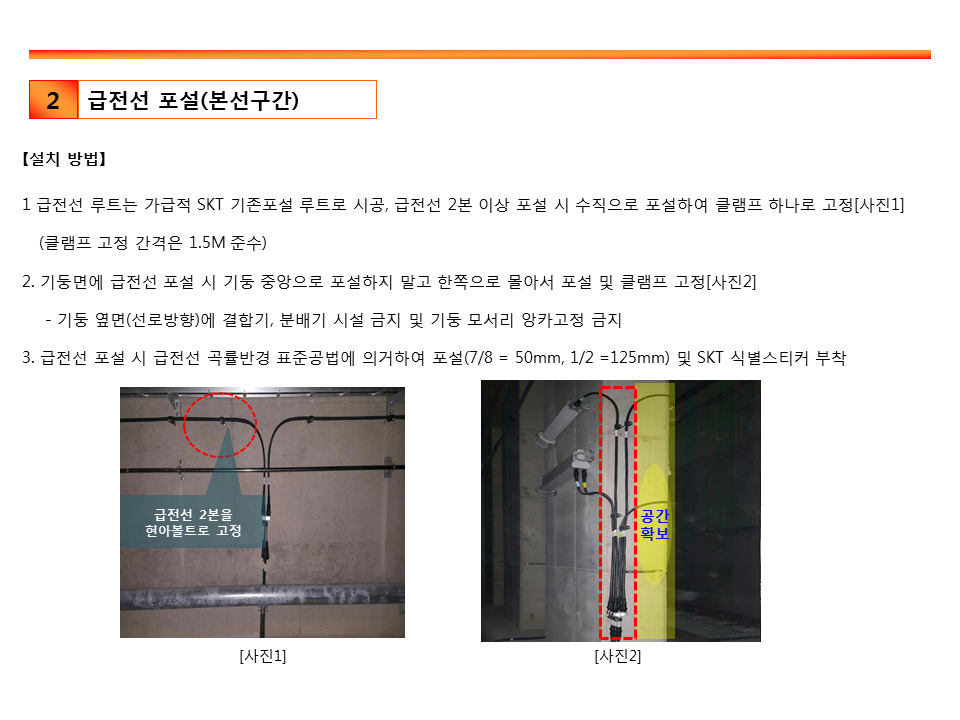 2
급전선 포설(본선구간)
【설치 방법】
1 급전선 루트는 가급적 SKT 기존포설 루트로 시공, 급전선 2본 이상 포설 시 수직으로 포설하여 클램프 하나로 고정[사진1]
(클램프 고정 간격은 1.5M 준수)
2. 기둥면에 급전선 포설 시 기둥 중앙으로 포설하지 말고 한쪽으로 몰아서 포설 및 클램프 고정[사진2]
- 기둥 옆면(선로방향)에 결합기, 분배기 시설 금지 및 기둥 모서리 앙카고정 금지
3. 급전선 포설 시 급전선 곡률반경 표준공법에 의거하여 포설(7/8 = 50mm, 1/2 =125mm) 및 SKT 식별스티커 부착
급전선 2본을
현아볼트로 고정
공간
확보
[사진1]
[사진2]